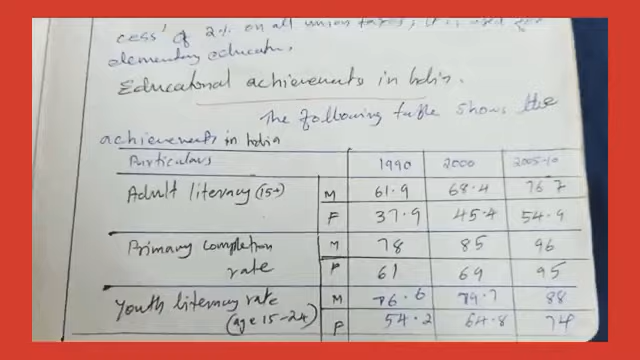 cess' of 2% on all union taxes, it is used for
elementary education.
Educational achievements in India.
The following table shows the
achievements in India
Particulars 1990 2000 2005-10
Adult literacy (15+) M 61.9 68.4 76.7
F 37.9 45.4 54.9
Primary completion M 78 85 96
rate F 61 69 95
Youth literacy rate M 76.6 79.7 88
(age 15-24) F 54.2 64.8 74